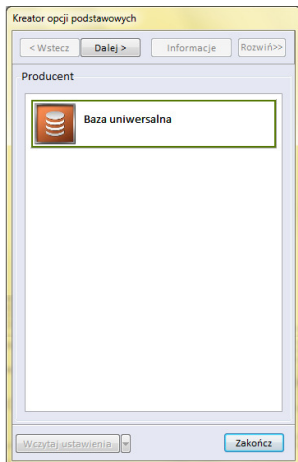 Kreator opcji podstawowych
< Wstecz Dalej > Informacje Rozwiń>>
Producent
Baza uniwersalna
Wczytaj ustawienia Zakończ